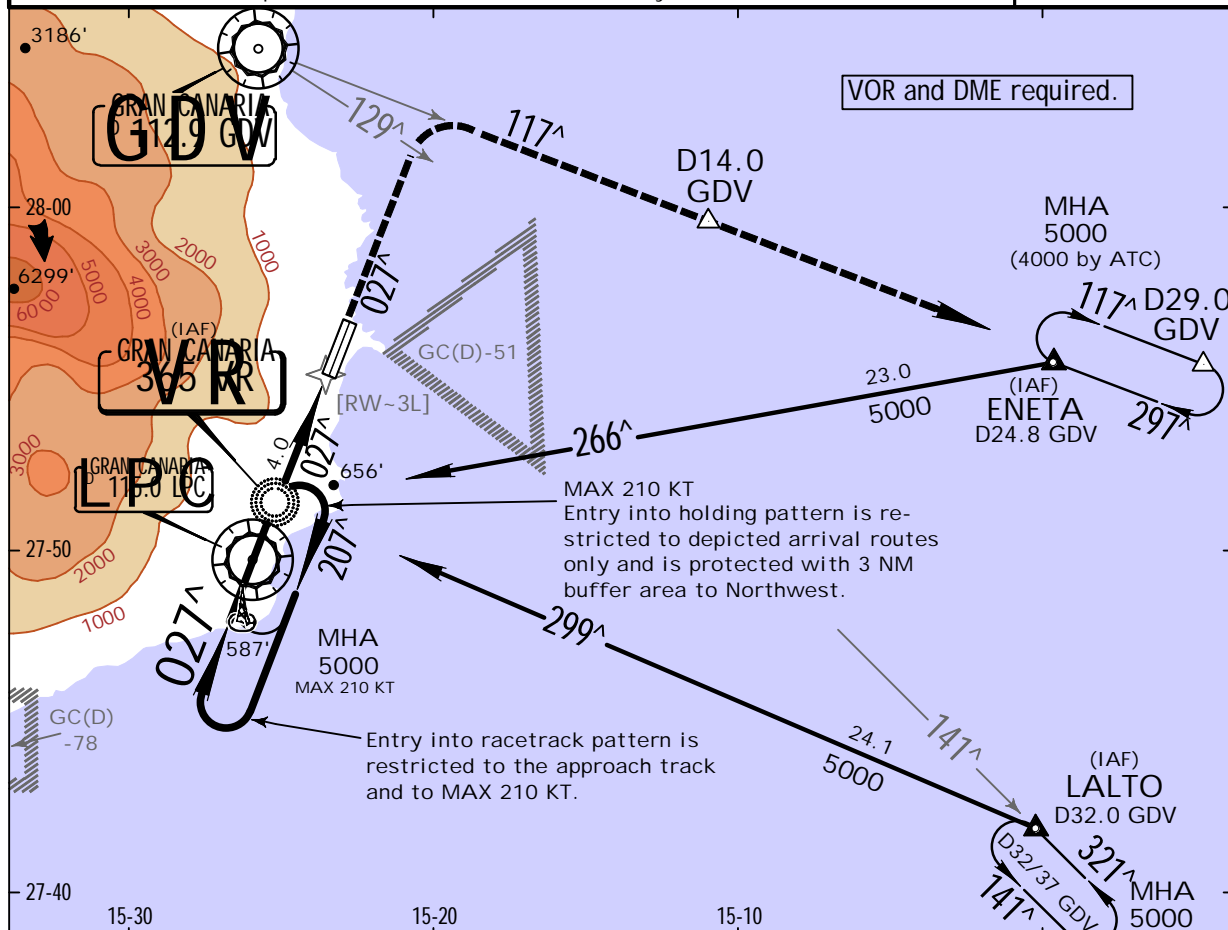 15-20
15-10
3186'
VOR and DME required.
GRAN CANARIA
D 112.9 GDV
GDV
129^
117^
D14.0
GDV
28-00
MHA
5000
(4000 by ATC)
1000
2000
3000
4000
5000
6000
6299'
027^
117^
D29.0
GDV
(IAF)
GRAN CANARIA
365 VR
VR
GC(D)-51
[RW~3L]
23.0
5000
266^
(IAF)
ENETA
D24.8 GDV
297^
3000
4.0
027^
656'
GRAN CANARIA
LPC
MAX 210 KT
Entry into holding pattern is re-
stricted to depicted arrival routes
only and is protected with 3 NM
buffer area to Northwest.
207^
27-50
2000
1000
027^
587'
299^
MHA
5000
MAX 210 KT
GC(D)
-78
Entry into racetrack pattern is
restricted to the approach track
and to MAX 210 KT.
24.1
5000
141^
(IAF)
LALTO
D32.0 GDV
D32/37 GDV
321^
141^
MHA
5000
27-40
15-30
15-20
15-10